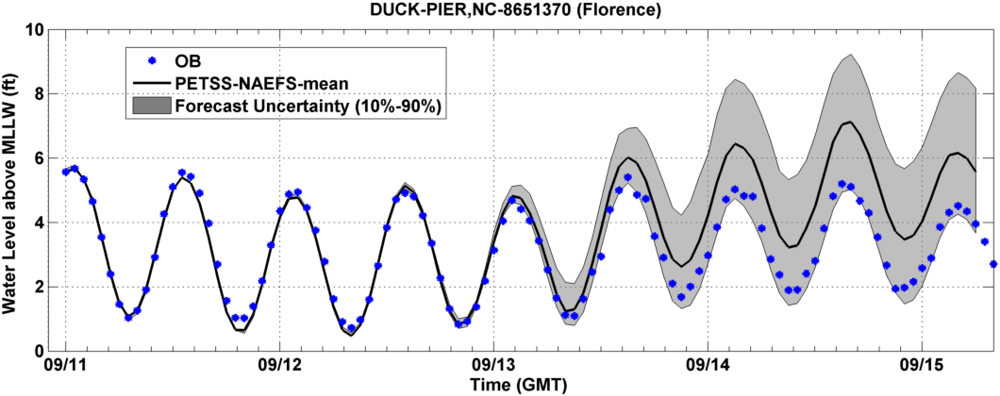 DUCK-PIER,NC-8651370 (Florence)
Water Level above MLLW (ft)
10
8
6
4
2
0
OB
PETSS-NAEFS-mean
Forecast Uncertainty (10%-90%)
09/11
09/12
09/13
09/14
09/15
Time (GMT)